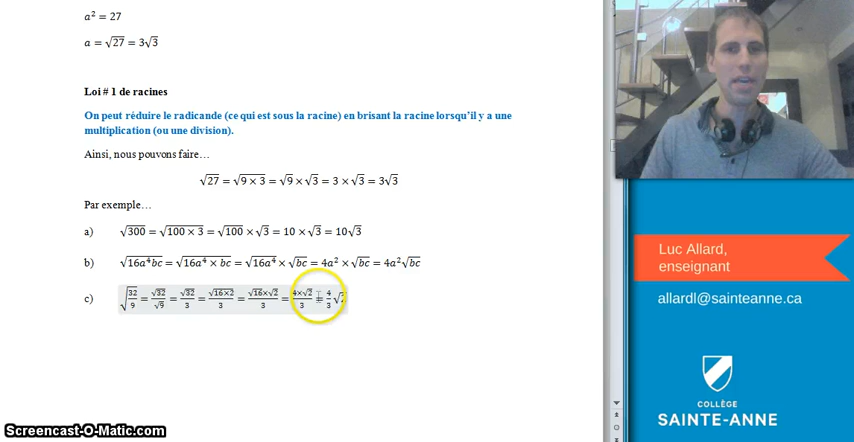 a² = 27
a = √27 = 3√3
Loi # 1 de racines
On peut réduire le radicande (ce qui est sous la racine) en brisant la racine lorsqu'il y a une
multiplication (ou une division).
Ainsi, nous pouvons faire…
√27 = √(9 × 3) = √9 × √3 = 3 × √3 = 3√3
Par exemple…
a) √300 = √(100 × 3) = √100 × √3 = 10 × √3 = 10√3
b) √(16a⁴bc) = √(16a⁴ × bc) = √(16a⁴) × √(bc) = 4a² × √(bc) = 4a²√(bc)
c) √(32/9) = √32/√9 = √32/3 = √(16×2)/3 = (√16×√2)/3 = (4×√2)/3 = 4/3 √2
Luc Allard,
enseignant
allardl@sainteanne.ca
COLLÈGE
SAINTE-ANNE
Screencast-O-Matic.com